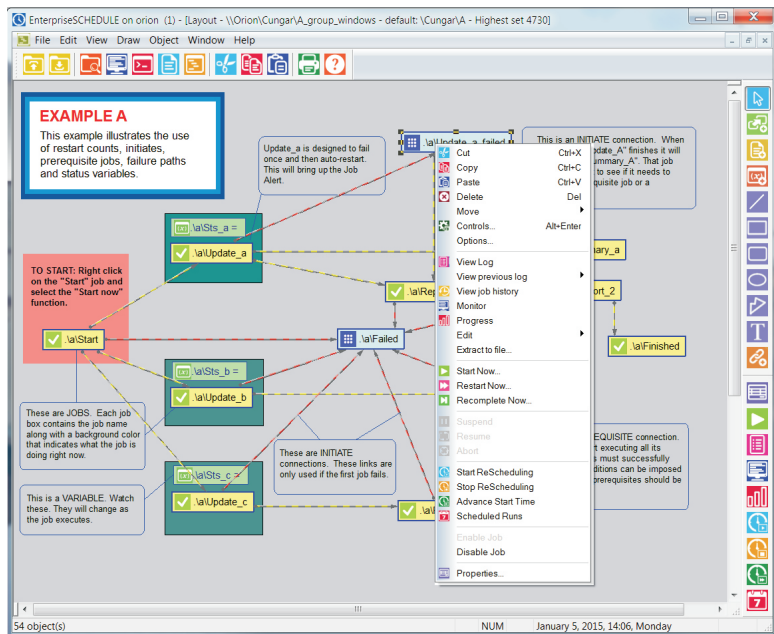 EnterpriseSCHEDULE on orion (1) - [Layout - \\Orion\Cungar\A_group_windows - default: \Cungar\A - Highest set 4730]
File Edit View Draw Object Window Help
EXAMPLE A
This example illustrates the use
of restart counts, initiates,
prerequisite jobs, failure paths
and status variables.
Update_a is designed to fail
once and then auto-restart.
This will bring up the Job
Alert.
.\a\Update_a_failed
This is an INITIATE connection. When
pdate_A" finishes it will
ummary_A". That job
to see if it needs to
quisite job or a
.\a\Sts_a =
.\a\Update_a
TO START: Right click
on the "Start" job and
select the "Start now"
function.
.\a\Start
.\a\Rep
ary_a
ort_2
.\a\Finished
.\a\Failed
.\a\Sts_b =
.\a\Update_b
These are JOBS. Each job
box contains the job name
along with a background color
that indicates what the job is
doing right now.
These are INITIATE
connections. These links are
only used if the first job fails.
EQUISITE connection.
rt executing all its
s must successfully
ditions can be imposed
prerequisites should be
This is a VARIABLE. Watch
these. They will change as
the job executes.
.\a\Sts_c =
.\a\Update_c
Cut Ctrl+X
Copy Ctrl+C
Paste Ctrl+V
Delete Del
Move
Controls... Alt+Enter
Options...
View Log
View previous log
View job history
Monitor
Progress
Edit
Extract to file...
Start Now...
Restart Now...
Recomplete Now...
Suspend
Resume
Abort
Start ReScheduling
Stop ReScheduling
Advance Start Time
Scheduled Runs
Enable Job
Disable Job
Properties...
54 object(s)
NUM
January 5, 2015, 14:06, Monday